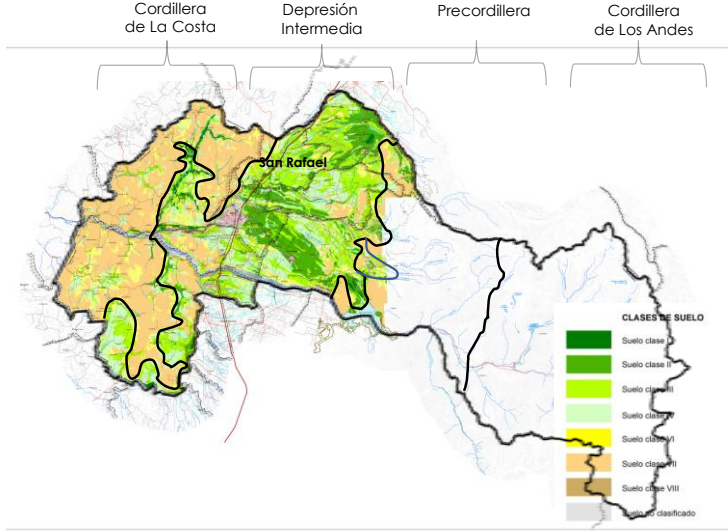 Cordillera
de La Costa
Depresión
Intermedia
Precordillera
Cordillera
de Los Andes
San Rafael
CLASES DE SUELO
Suelo clase I
Suelo clase II
Suelo clase III
Suelo clase IV
Suelo clase VI
Suelo clase VII
Suelo clase VIII
Suelo no clasificado